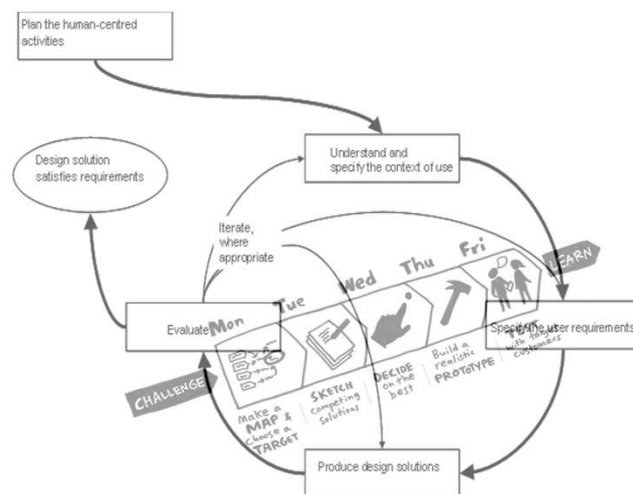 Plan the human-centred
activities
Understand and
specify the context of use
Design solution
satisfies requirements
Iterate,
where
appropriate
Mon
Tue
Wed
Thu
Fri
LEARN
Evaluate
Specify the user requirements
CHALLENGE
Make a
MAP &
choose a
TARGET
SKETCH
competing
solutions
DECIDE
on the
best
Build a
realistic
PROTOTYPE
TEST
with target
customers
Produce design solutions